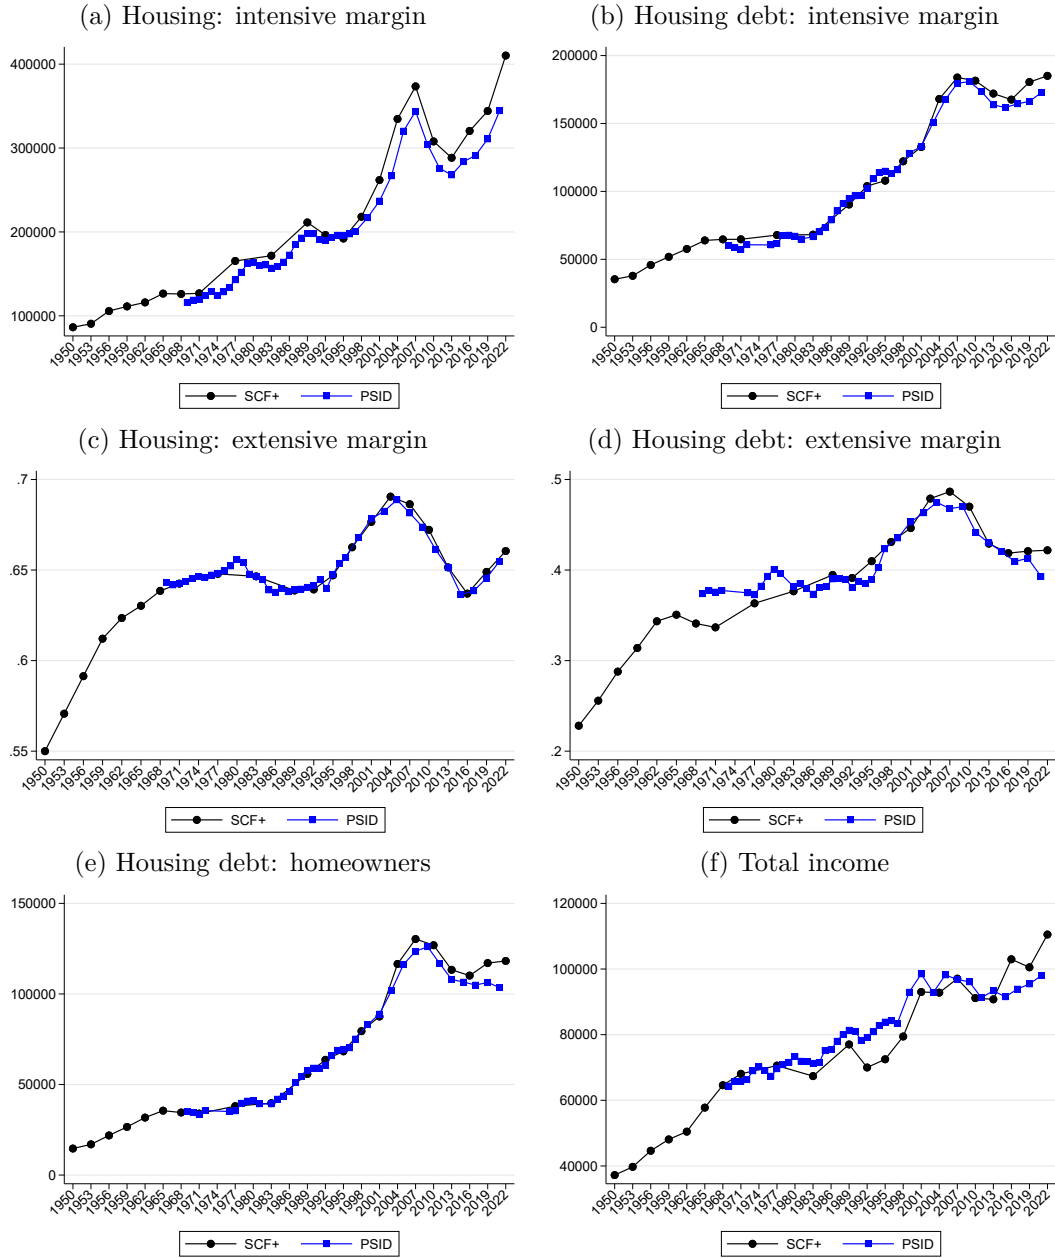 (a) Housing: intensive margin
400000
300000
200000
100000
1950 1953 1956 1959 1962 1965 1968 1971 1974 1977 1980 1983 1986 1989 1992 1995 1998 2001 2004 2007 2010 2013 2016 2019 2022
SCF+ PSID
(b) Housing debt: intensive margin
200000
150000
100000
50000
0
1950 1953 1956 1959 1962 1965 1968 1971 1974 1977 1980 1983 1986 1989 1992 1995 1998 2001 2004 2007 2010 2013 2016 2019 2022
SCF+ PSID
(c) Housing: extensive margin
.7
.65
.6
.55
1950 1953 1956 1959 1962 1965 1968 1971 1974 1977 1980 1983 1986 1989 1992 1995 1998 2001 2004 2007 2010 2013 2016 2019 2022
SCF+ PSID
(d) Housing debt: extensive margin
.5
.4
.3
.2
1950 1953 1956 1959 1962 1965 1968 1971 1974 1977 1980 1983 1986 1989 1992 1995 1998 2001 2004 2007 2010 2013 2016 2019 2022
SCF+ PSID
(e) Housing debt: homeowners
150000
100000
50000
0
1950 1953 1956 1959 1962 1965 1968 1971 1974 1977 1980 1983 1986 1989 1992 1995 1998 2001 2004 2007 2010 2013 2016 2019 2022
SCF+ PSID
(f) Total income
120000
100000
80000
60000
40000
1950 1953 1956 1959 1962 1965 1968 1971 1974 1977 1980 1983 1986 1989 1992 1995 1998 2001 2004 2007 2010 2013 2016 2019 2022
SCF+ PSID